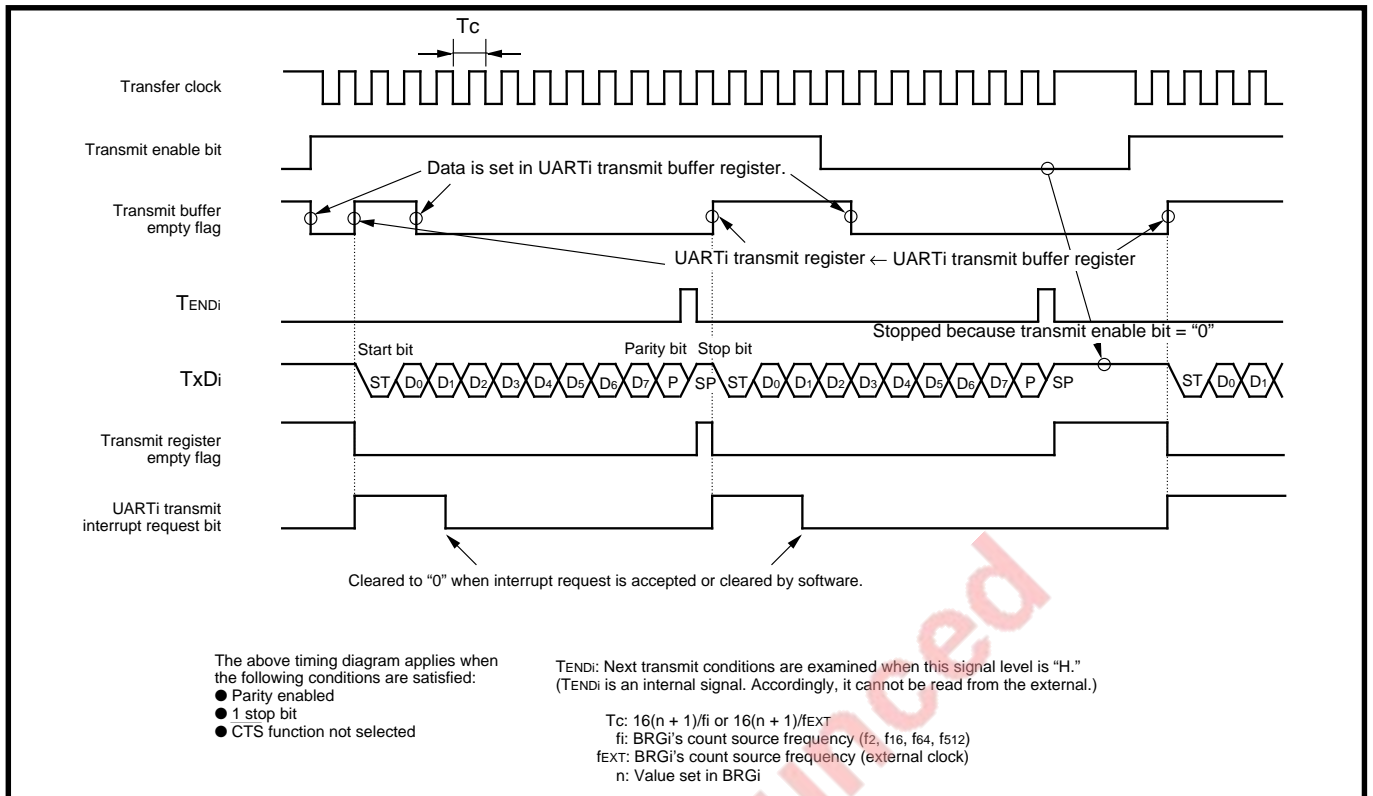 Tc
Transfer clock
Transmit enable bit
Data is set in UARTi transmit buffer register.
Transmit buffer
empty flag
UARTi transmit register ← UARTi transmit buffer register
TENDi
Stopped because transmit enable bit = “0”
Start bit Parity bit Stop bit
TxDi
ST D0 D1 D2 D3 D4 D5 D6 D7 P SP ST D0 D1 D2 D3 D4 D5 D6 D7 P SP ST D0 D1
Transmit register
empty flag
UARTi transmit
interrupt request bit
Cleared to “0” when interrupt request is accepted or cleared by software.
The above timing diagram applies when
the following conditions are satisfied:
● Parity enabled
● 1 stop bit
● CTS function not selected
TENDi: Next transmit conditions are examined when this signal level is “H.”
(TENDi is an internal signal. Accordingly, it cannot be read from the external.)
Tc: 16(n + 1)/fi or 16(n + 1)/fEXT
fi: BRGi’s count source frequency (f2, f16, f64, f512)
fEXT: BRGi’s count source frequency (external clock)
n: Value set in BRGi